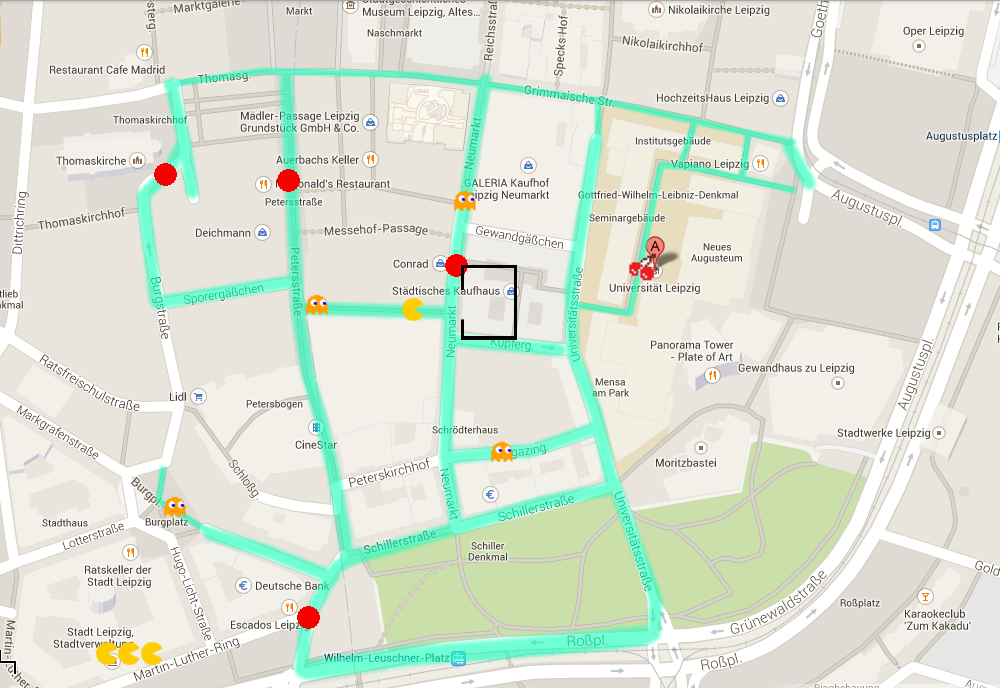 Marktgalerie
Markt
Museum Leipzig, Altes...
Naschmarkt
Reichsstraße
Specks Hof
Nikolaikirche Leipzig
Nikolaikirchhof
Oper Leipzig
Restaurant Cafe Madrid
Thomasg.
Grimmaische Str.
HochzeitsHaus Leipzig
Thomaskirchhof
Mädler-Passage Leipzig
Grundstück GmbH & Co.
Neumarkt
Institutsgebäude
Augustusplatz
Thomaskirche
Auerbachs Keller
Vapiano Leipzig
Restaurant
GALERIA Kaufhof
Leipzig Neumarkt
Gottfried-Wilhelm-Leibniz-Denkmal
Petersstraße
Augustuspl.
Thomaskirchhof
Dittrichring
Deichmann
Messehof-Passage
Gewandgäßchen
Seminargebäude
A
Neues
Augusteum
Conrad
Städtisches Kaufhaus
Universität Leipzig
Burgstraße
Sporergäßchen
Petersstraße
Neumarkt
Universitätsstraße
Kupferg.
Panorama Tower
- Plate of Art
Gewandhaus zu Leipzig
Augustuspl.
Ratsfreischulstraße
Lidl
Petersbogen
Mensa
am Park
Markgrafenstraße
CineStar
Schrödterhaus
Stadtwerke Leipzig
Moritzbastei
Schloßg.
Peterskirchhof
Neumarkt
€
Burgpl.
Burgplatz
Stadthaus
Lotterstraße
Schillerstraße
Schillerstraße
Schiller
Denkmal
Universitätsstraße
Ratskeller der
Stadt Leipzig
Hugo-Licht-Straße
€
Deutsche Bank
Escados Leipzig
Grünewaldstraße
Roßplatz
Karaokeclub
'Zum Kakadu'
Stadt Leipzig,
Stadtverwaltung
Martin-Luther-Ring
Wilhelm-Leuschner-Platz
Roßpl.
Roßpl.